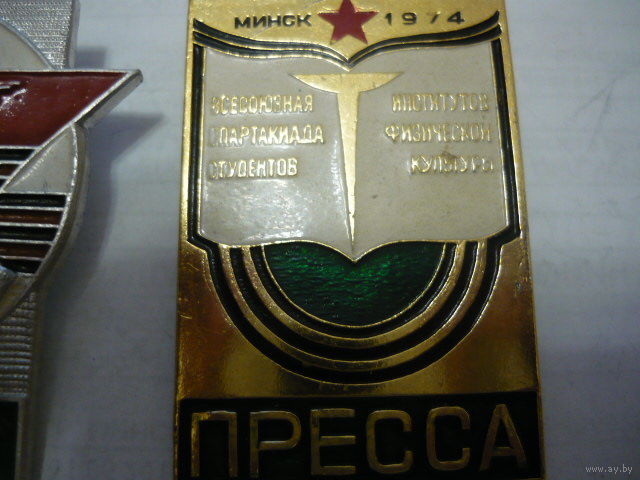 МИНСК 1974
ВСЕСОЮЗНАЯ
СПАРТАКИАДА
СТУДЕНТОВ
ИНСТИТУТОВ
ФИЗИЧЕСКОЙ
КУЛЬТУРЫ
ПРЕССА
www.ay.by